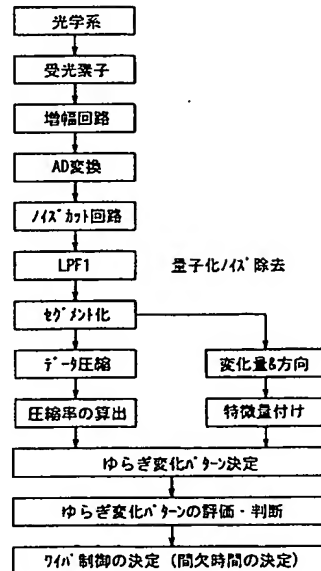 光学系
受光素子
増幅回路
AD変換
ノイズカット回路
LPF1 量子化ノイズ除去
セグメント化
データ圧縮 変化量&方向
圧縮率の算出 特徴量付け
ゆらぎ変化パターン決定
ゆらぎ変化パターンの評価・判断
ワイパ制御の決定（間欠時間の決定）